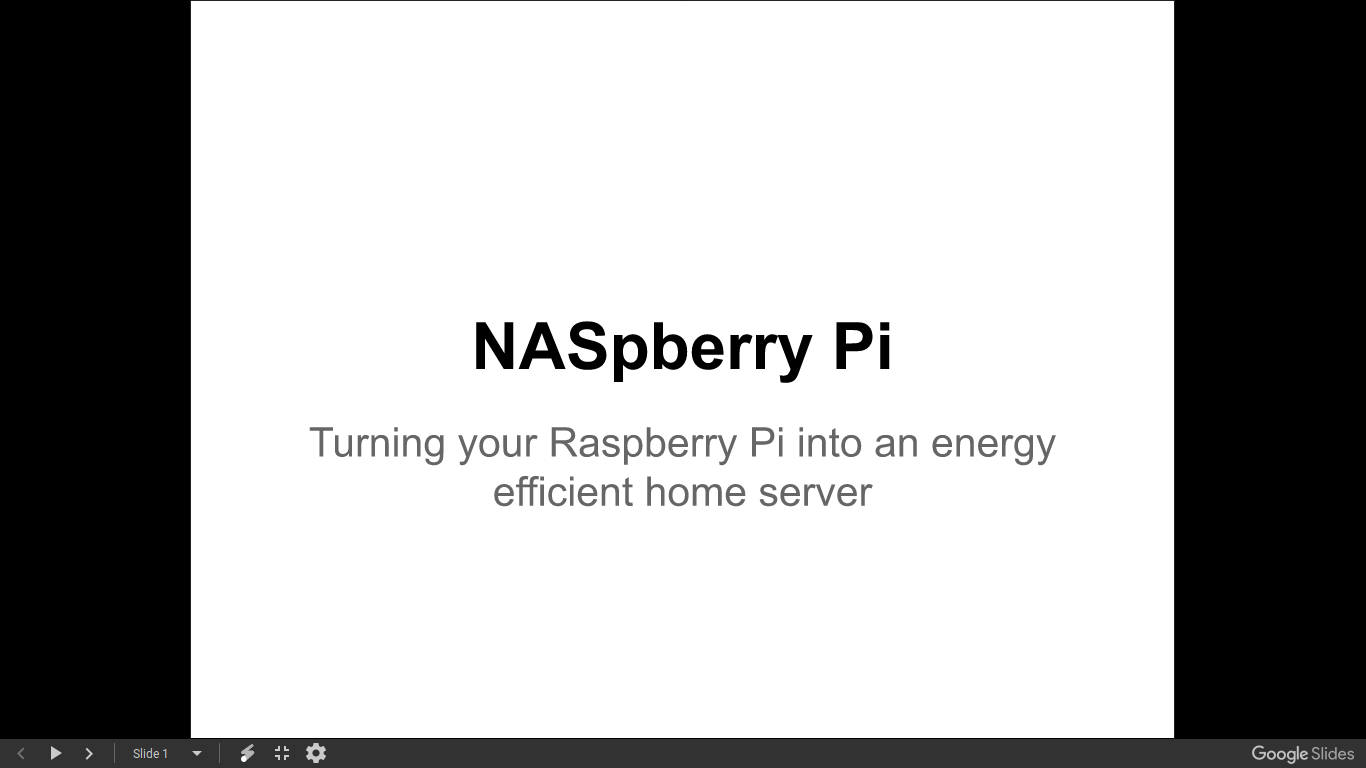 NASpberry Pi
Turning your Raspberry Pi into an energy
efficient home server
Slide 1
Google Slides